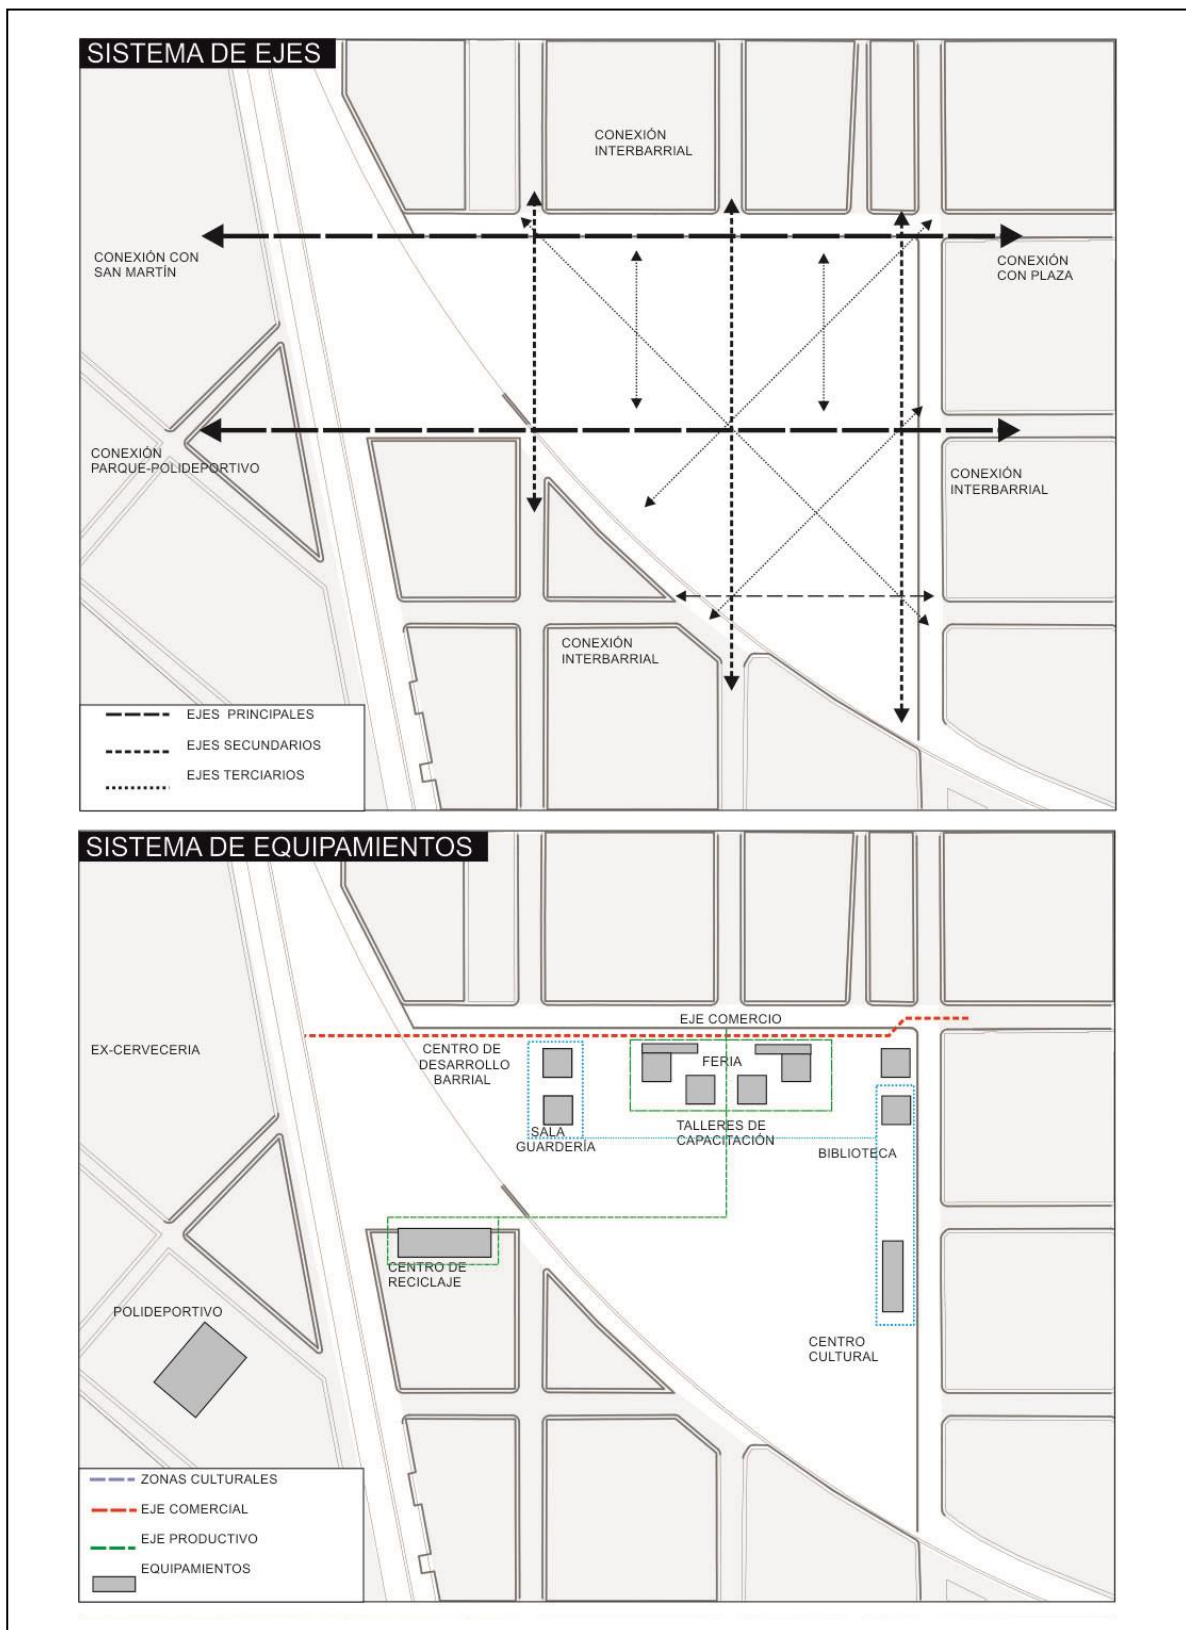 SISTEMA DE EJES
CONEXIÓN
INTERBARRIAL
CONEXIÓN CON
SAN MARTÍN
CONEXIÓN
CON PLAZA
CONEXIÓN
PARQUE-POLIDEPORTIVO
CONEXIÓN
INTERBARRIAL
CONEXIÓN
INTERBARRIAL
EJES PRINCIPALES
EJES SECUNDARIOS
EJES TERCIARIOS
SISTEMA DE EQUIPAMIENTOS
EJE COMERCIO
EX-CERVECERIA
CENTRO DE
DESARROLLO
BARRIAL
FERIA
SALA
GUARDERÍA
TALLERES DE
CAPACITACIÓN
BIBLIOTECA
CENTRO DE
RECICLAJE
POLIDEPORTIVO
CENTRO
CULTURAL
ZONAS CULTURALES
EJE COMERCIAL
EJE PRODUCTIVO
EQUIPAMIENTOS